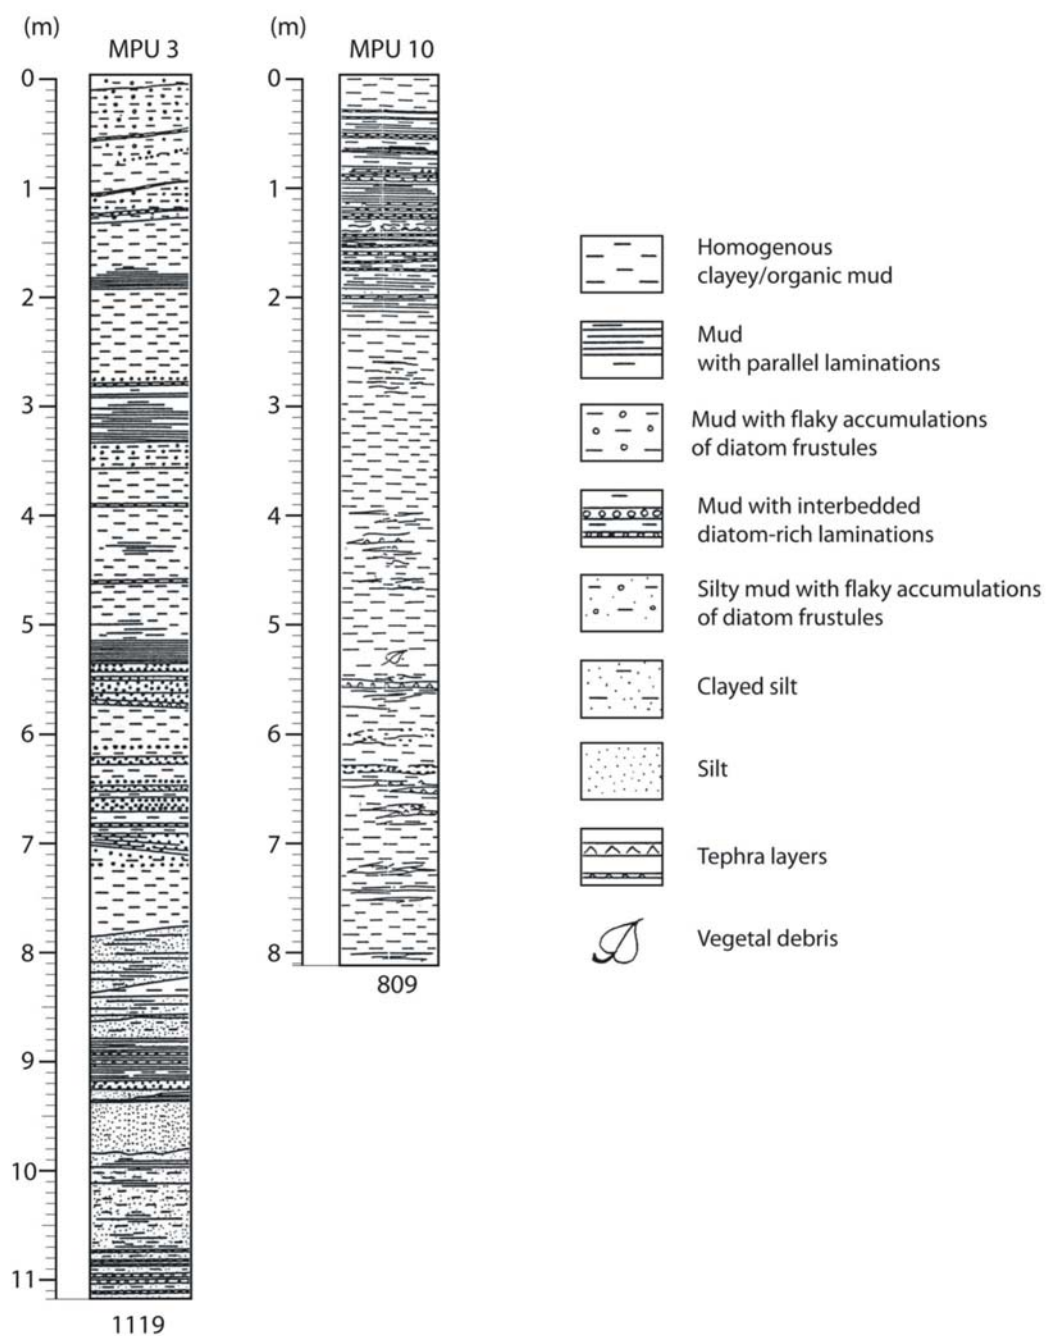 (m)
MPU 3
0
1
2
3
4
5
6
7
8
9
10
11
1119
(m)
MPU 10
0
1
2
3
4
5
6
7
8
809
Homogenous
clayey/organic mud
Mud
with parallel laminations
Mud with flaky accumulations
of diatom frustules
Mud with interbedded
diatom-rich laminations
Silty mud with flaky accumulations
of diatom frustules
Clayed silt
Silt
Tephra layers
Vegetal debris